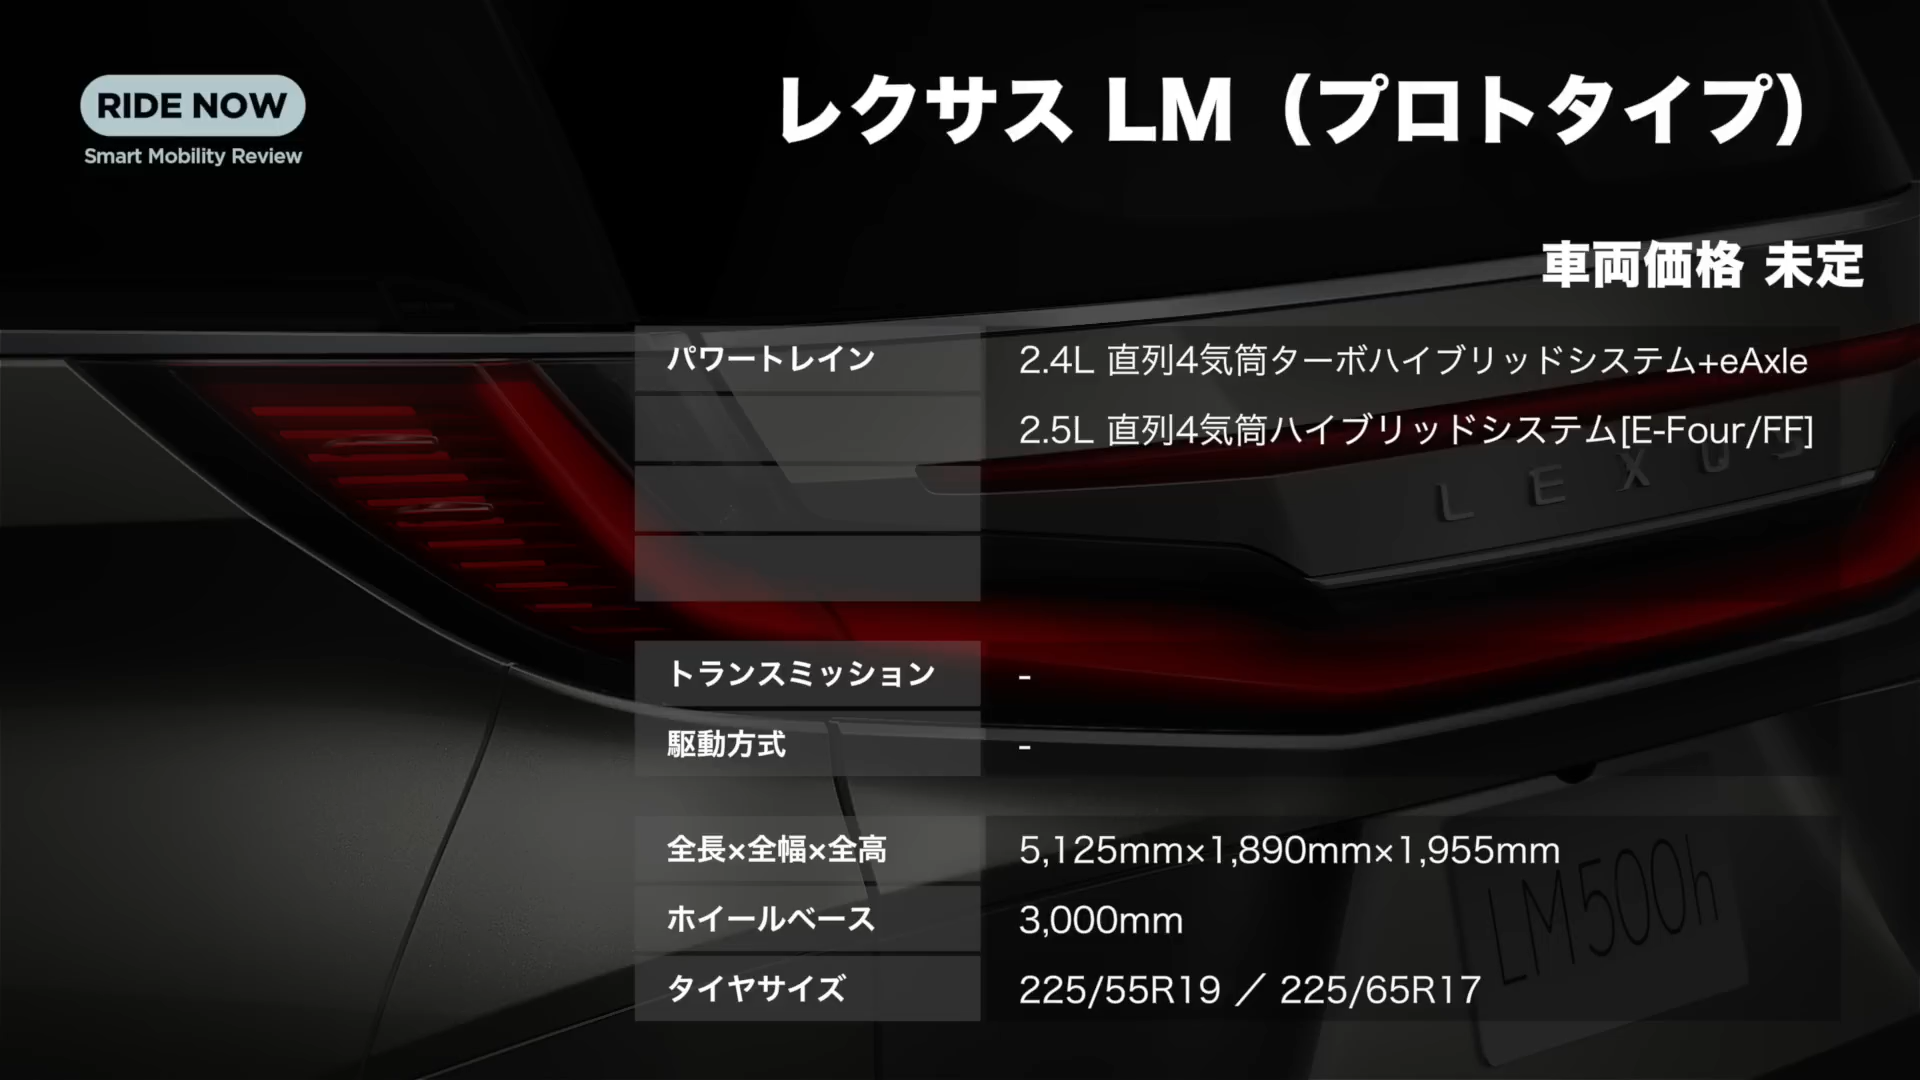 RIDE NOW
Smart Mobility Review
レクサス LM（プロトタイプ）
車両価格 未定
パワートレイン 2.4L 直列4気筒ターボハイブリッドシステム+eAxle
2.5L 直列4気筒ハイブリッドシステム[E-Four/FF]
LEXUS
トランスミッション -
駆動方式 -
全長×全幅×全高 5,125mm×1,890mm×1,955mm
ホイールベース 3,000mm
タイヤサイズ 225/55R19 ／ 225/65R17
LM500h